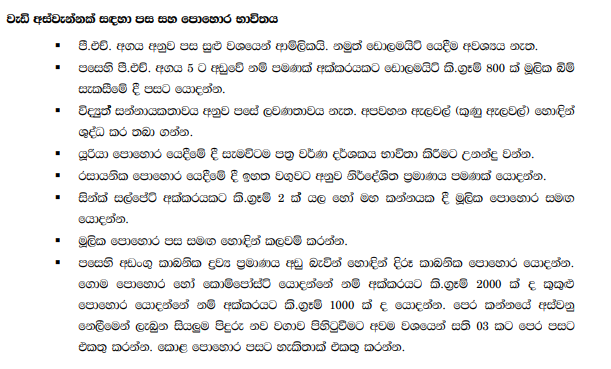 වැඩි අස්වැන්නක් සඳහා පස සහ පොහොර භාවිතය
▪ පී.එච්. අගය අනුව පස සුළු වශයෙන් ආම්ලිකයි. නමුත් ඩොලමයිට් යෙදීම අවශ්‍යය නැත.
▪ පසෙහි පී.එච්. අගය 5 ට අඩුවේ නම් පමණක් අක්කරයකට ඩොලමයිට් කි.ග්‍රෑම් 800 ක් මූලික බිම්
සැකසීමේ දී පසට යොදන්න.
▪ විද්‍යුත් සන්නායකතාවය අනුව පසේ ලවණතාවය නැත. අපවහන ඇලවල් (කුණු ඇලවල්) හොඳින්
ශුද්ධ කර තබා ගන්න.
▪ යූරියා පොහොර යෙදීමේ දී සැමවිටම පත්‍ර වර්ණ දර්ශකය භාවිතා කිරීමට උනන්දු වන්න.
▪ රසායනික පොහොර යෙදීමේ දී ඉහත වගුවට අනුව නිර්දේශිත ප්‍රමාණය පමණක් යොදන්න.
▪ සින්ක් සල්පේට් අක්කරයකට කි.ග්‍රෑම් 2 ක් යල හෝ මහ කන්නයක දී මූලික පොහොර සමඟ
යොදන්න.
▪ මූලික පොහොර පස සමඟ හොඳින් කලවම් කරන්න.
▪ පසෙහි අඩංගු කාබනික ද්‍රව්‍ය ප්‍රමාණය අඩු බැවින් හොඳින් දිරූ කාබනික පොහොර යොදන්න.
ගොම පොහොර හෝ කොම්පෝස්ට් යොදන්නේ නම් අක්කරයකට කි.ග්‍රෑම් 2000 ක් ද කුකුළු
පොහොර යොදන්නේ නම් අක්කරයකට කි.ග්‍රෑම් 1000 ක් ද යොදන්න. පෙර කන්නයේ අස්වනු
නෙලීමෙන් ලැබුන සියලුම පිදුරු නව වගාව පිහිටුවීමට අවම වශයෙන් සති 03 කට පෙර පසට
එකතු කරන්න. කොළ පොහොර පසට හැකිතාක් එකතු කරන්න.